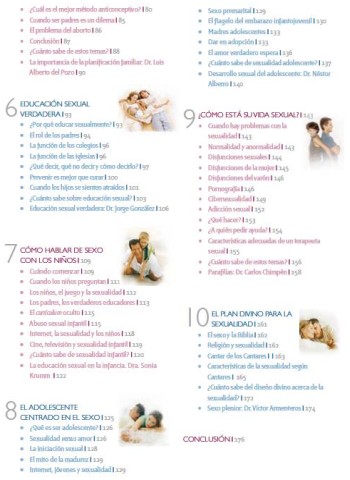 • ¿Cuál es el mejor método anticonceptivo? I 80
• Cuando ser padres es un dilema I 85
• El problema del aborto I 86
• Conclusión I 87
• ¿Cuánto sabe de estos temas? I 88
• La importancia de la planificación familiar: Dr. Luis
Alberto del Pozo I 90
6 EDUCACIÓN SEXUAL
VERDADERA I 93
• ¿Por qué educar sexualmente? I 93
• El rol de los padres I 94
• La función de los colegios I 96
• La función de las iglesias I 96
• ¿Qué decir, qué no decir y cómo decirlo? I 97
• Prevenir es mejor que curar I 100
• Cuando los hijos se sientan atraídos I 101
• ¿Cuánto sabe sobre educación sexual? I 103
• Educación sexual verdadera: Dr. Jorge González I 106
7 CÓMO HABLAR DE SEXO
CON LOS NIÑOS I 109
• Cuándo comenzar I 109
• Cuando los niños preguntan I 111
• Los niños, el juego y la sexualidad I 112
• Los padres, los verdaderos educadores I 113
• El currículum oculto I 125
• Abuso sexual infantil I 125
• Internet, la sexualidad y los niños I 128
• Cine, televisión y sexualidad infantil I 129
• ¿Cuánto sabe de sexualidad infantil? I 120
• La educación sexual en la infancia. Dra. Sonia
Krumm I 122
8 EL ADOLESCENTE
CENTRADO EN EL SEXO I 125
• ¿Qué es ser adolescente? I 126
• Sexualidad versus amor I 126
• La iniciación sexual I 128
• El mito de la madurez I 129
• Internet, jóvenes y sexualidad I 129
• Sexo prenatal I 129
• El flagelo del embarazo infantojuvenil I 130
• Madres adolescentes I 133
• Dar en adopción I 133
• El amor verdadero espera I 136
• ¿Cuánto sabe de sexualidad adolescente? I 137
• Desarrollo sexual del adolescente: Dr. Néstor
Alberro I 140
9 ¿CÓMO ESTÁ SU VIDA SEXUAL? I 143
• Cuando hay problemas con la
sexualidad I 143
• Normalidad y anormalidad I 143
• Disfunciones sexuales I 144
• Disfunciones de la mujer I 145
• Disfunciones del varón I 146
• Pornografía I 146
• Cibersexualidad I 149
• Adicción sexual I 152
• ¿Qué hacer? I 153
• ¿A quién pedir ayuda? I 154
• Características adecuadas de un terapeuta
sexual I 155
• ¿Cuánto sabe de estos temas? I 156
• Parafilias: Dr. Carlos Chimpén I 158
10 EL PLAN DIVINO PARA LA
SEXUALIDAD I 161
• El sexo y la Biblia I 162
• Religión y sexualidad I 162
• Cantar de los Cantares I 163
• Características de la sexualidad según
Cantares I 165
• ¿Cuánto sabe del diseño divino acerca de la
sexualidad? I 172
• Sexo plenior: Dr. Víctor Armenteros I 174
CONCLUSIÓN I 176